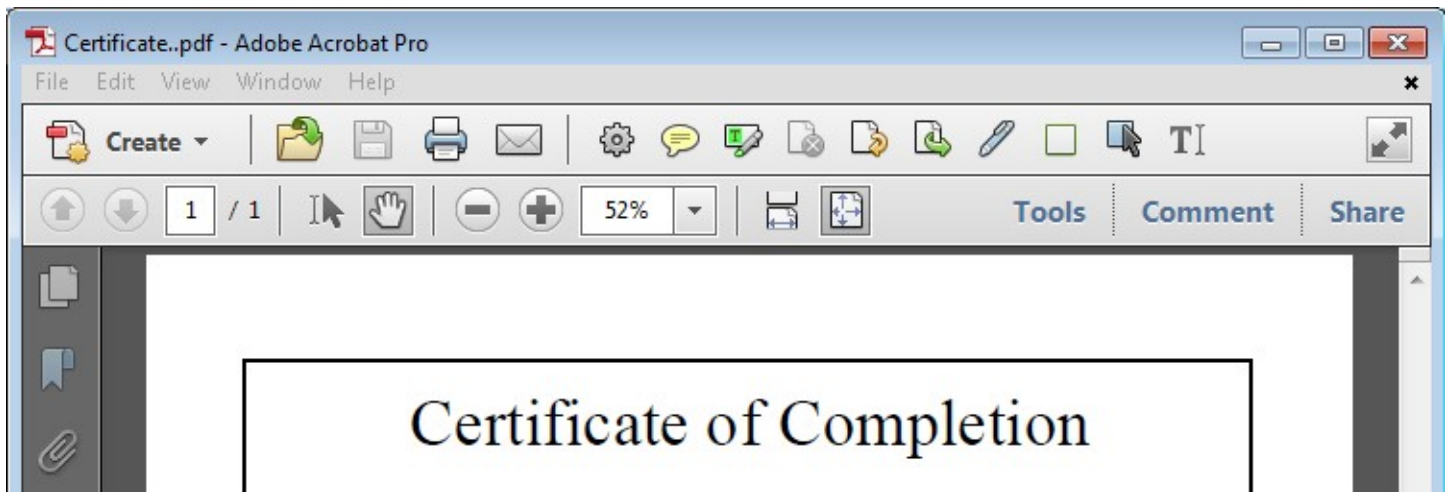 Certificate..pdf - Adobe Acrobat Pro
File Edit View Window Help
Create
1 / 1 52% Tools Comment Share
Certificate of Completion